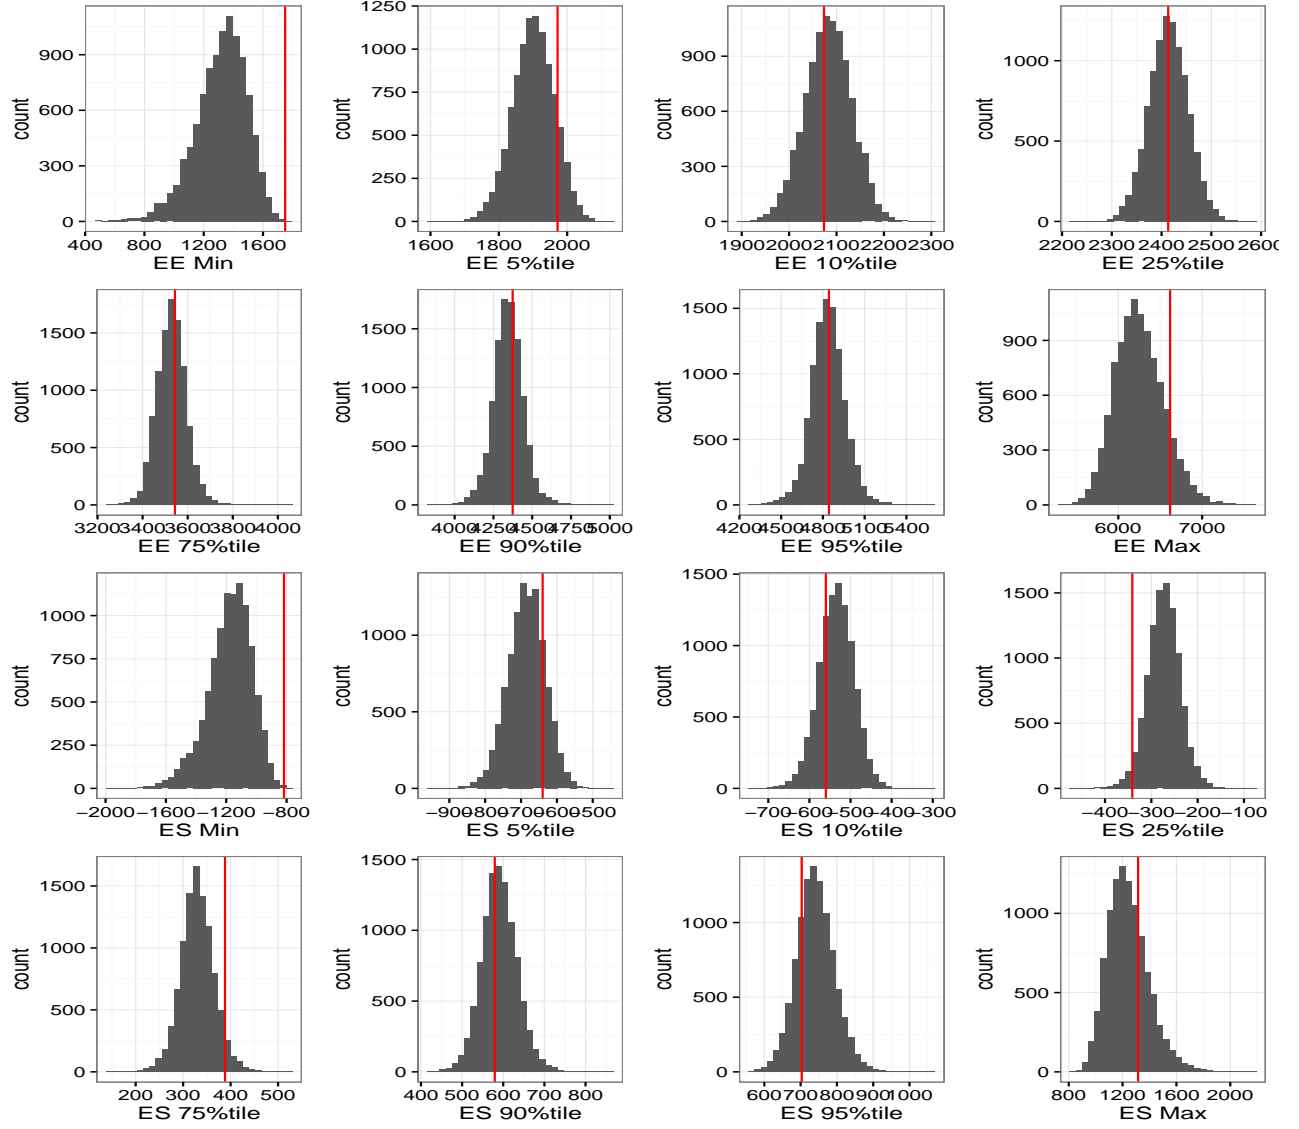 count
900
600
300
0
400 800 1200 1600
EE Min
count
1250
1000
750
500
250
0
1600 1800 2000
EE 5%tile
count
900
600
300
0
1900 2000 2100 2200 2300
EE 10%tile
count
1000
500
0
2200 2300 2400 2500 2600
EE 25%tile
count
1500
1000
500
0
3200 3400 3600 3800 4000
EE 75%tile
count
1500
1000
500
0
4000 4250 4500 4750 5000
EE 90%tile
count
1500
1000
500
0
4200 4500 4800 5100 5400
EE 95%tile
count
900
600
300
0
6000 7000
EE Max
count
1000
750
500
250
0
−2000 −1600 −1200 −800
ES Min
count
1000
500
0
−900 −800 −700 −600 −500
ES 5%tile
count
1500
1000
500
0
−700 −600 −500 −400 −300
ES 10%tile
count
1500
1000
500
0
−400 −300 −200 −100
ES 25%tile
count
1500
1000
500
0
200 300 400 500
ES 75%tile
count
1500
1000
500
0
400 500 600 700 800
ES 90%tile
count
1000
500
0
600 700 800 900 1000
ES 95%tile
count
1000
500
0
800 1200 1600 2000
ES Max